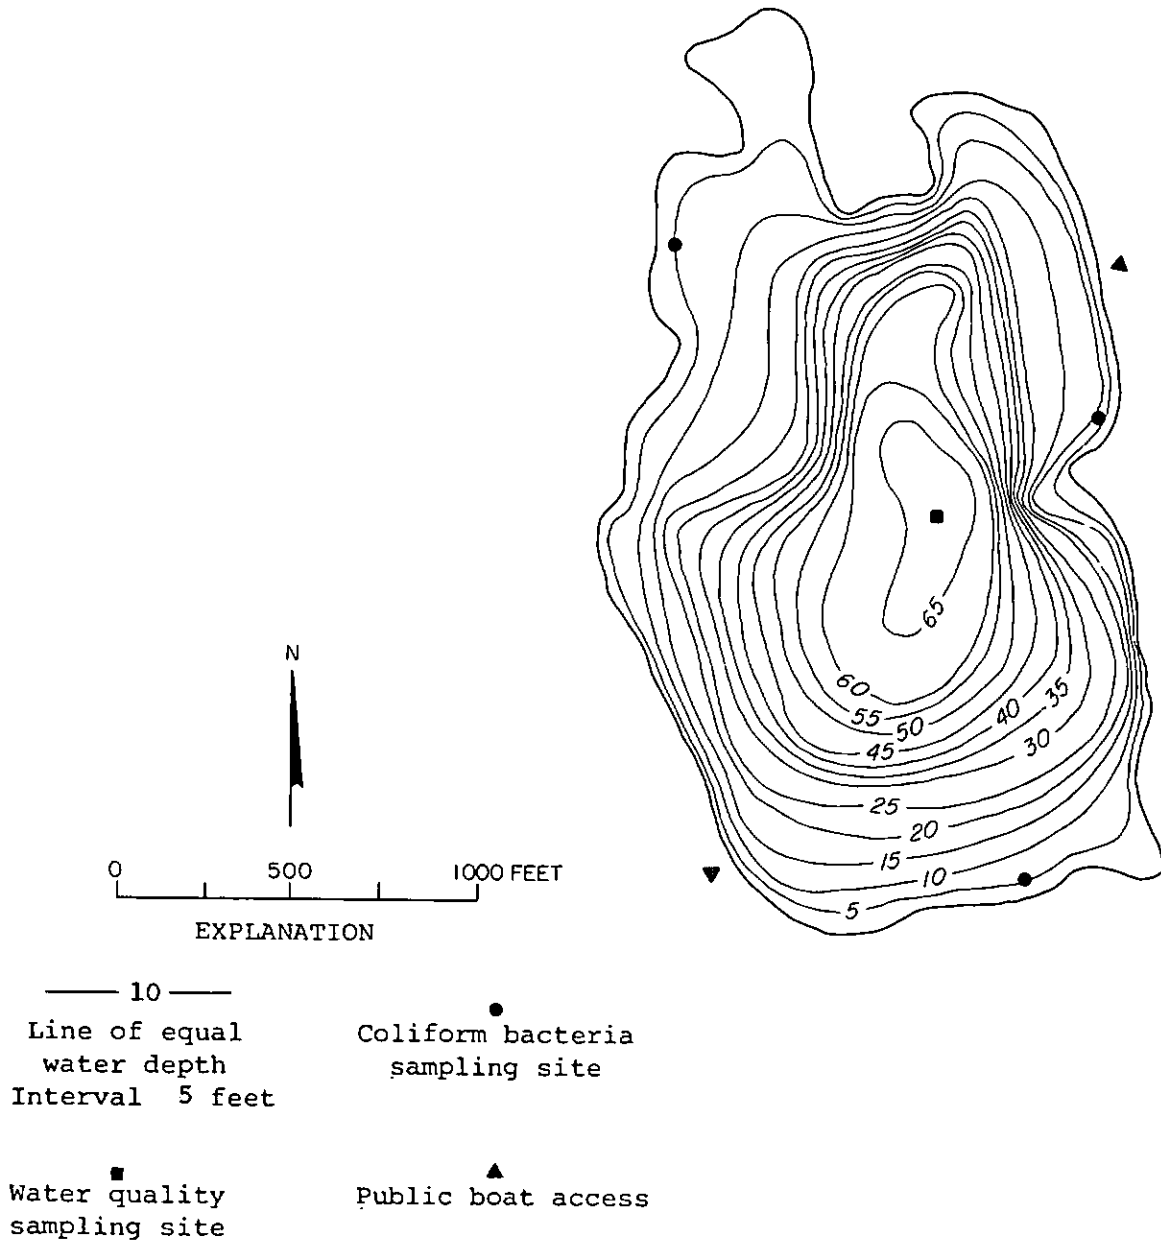 65
60
55
50
45
40
35
30
25
20
15
10
5
N
0 500 1000 FEET
EXPLANATION
10
Line of equal
water depth
Interval 5 feet
Coliform bacteria
sampling site
Water quality
sampling site
Public boat access